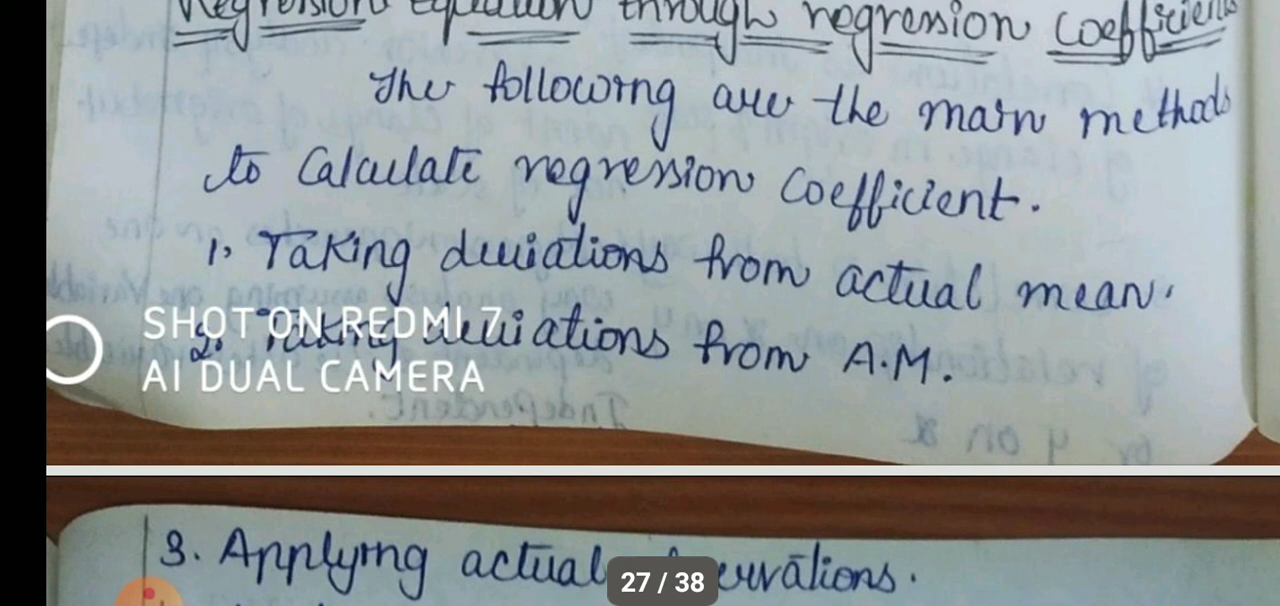 Regression equation through regression coefficients
The following are the main methods
to calculate regression coefficient.
1. Taking deviations from actual mean.
SHOT ON REDMI 7
2. Taking deviations from A.M.
AI DUAL CAMERA
3. Applying actual
27 / 38